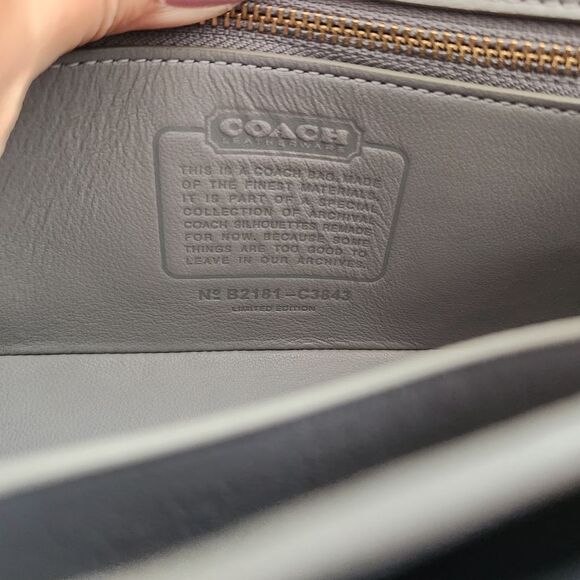 COACH
LEATHERWARE
THIS IS A COACH BAG, MADE
OF THE FINEST MATERIALS.
IT IS PART OF A SPECIAL
COLLECTION OF ARCHIVAL
COACH SILHOUETTES REMADE
FOR NOW. BECAUSE SOME
THINGS ARE TOO GOOD TO
LEAVE IN OUR ARCHIVES.
Nº B2181-C3843
LIMITED EDITION